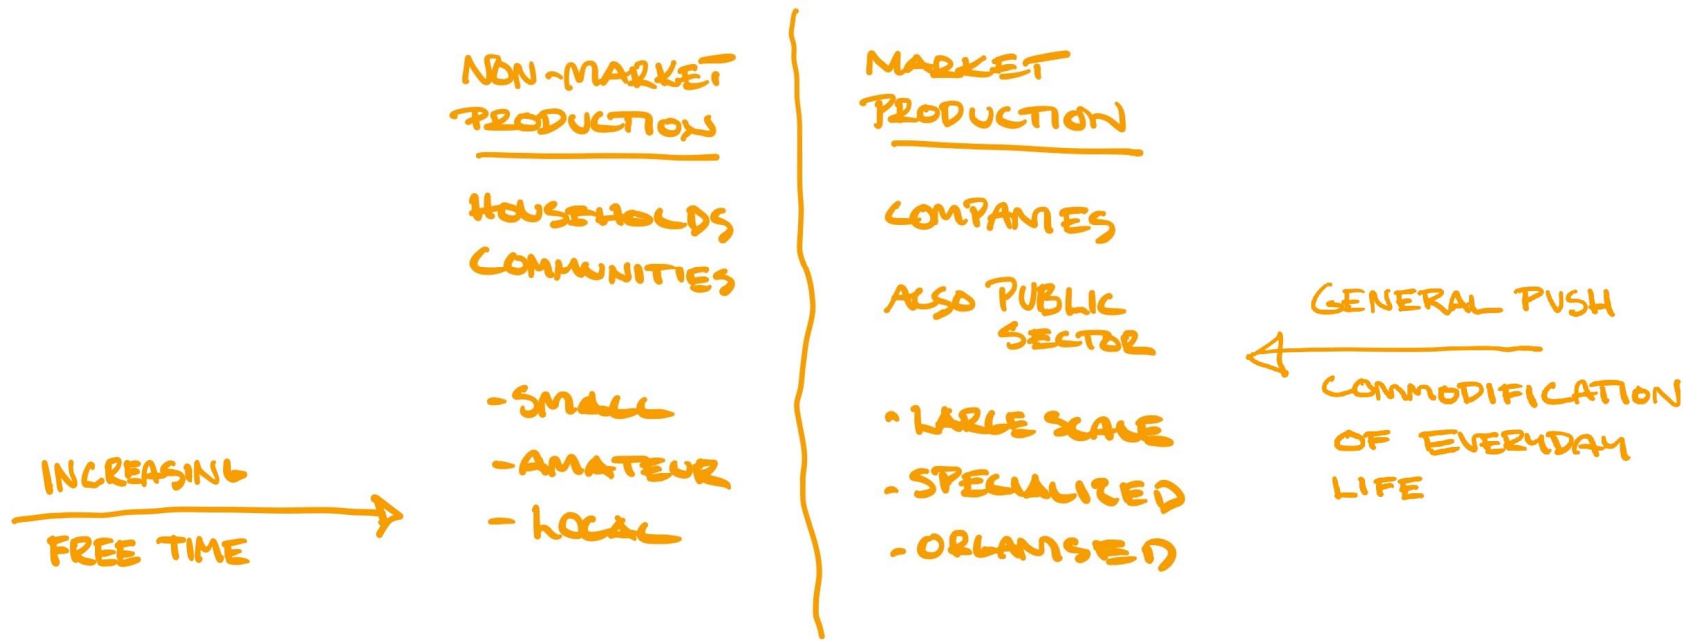 NON-MARKET
PRODUCTION
HOUSEHOLDS
COMMUNITIES
- SMALL
- AMATEUR
- LOCAL
INCREASING
FREE TIME
MARKET
PRODUCTION
COMPANIES
ALSO PUBLIC
SECTOR
- LARGE SCALE
- SPECIALIZED
- ORGANISED
GENERAL PUSH
COMMODIFICATION
OF EVERYDAY
LIFE